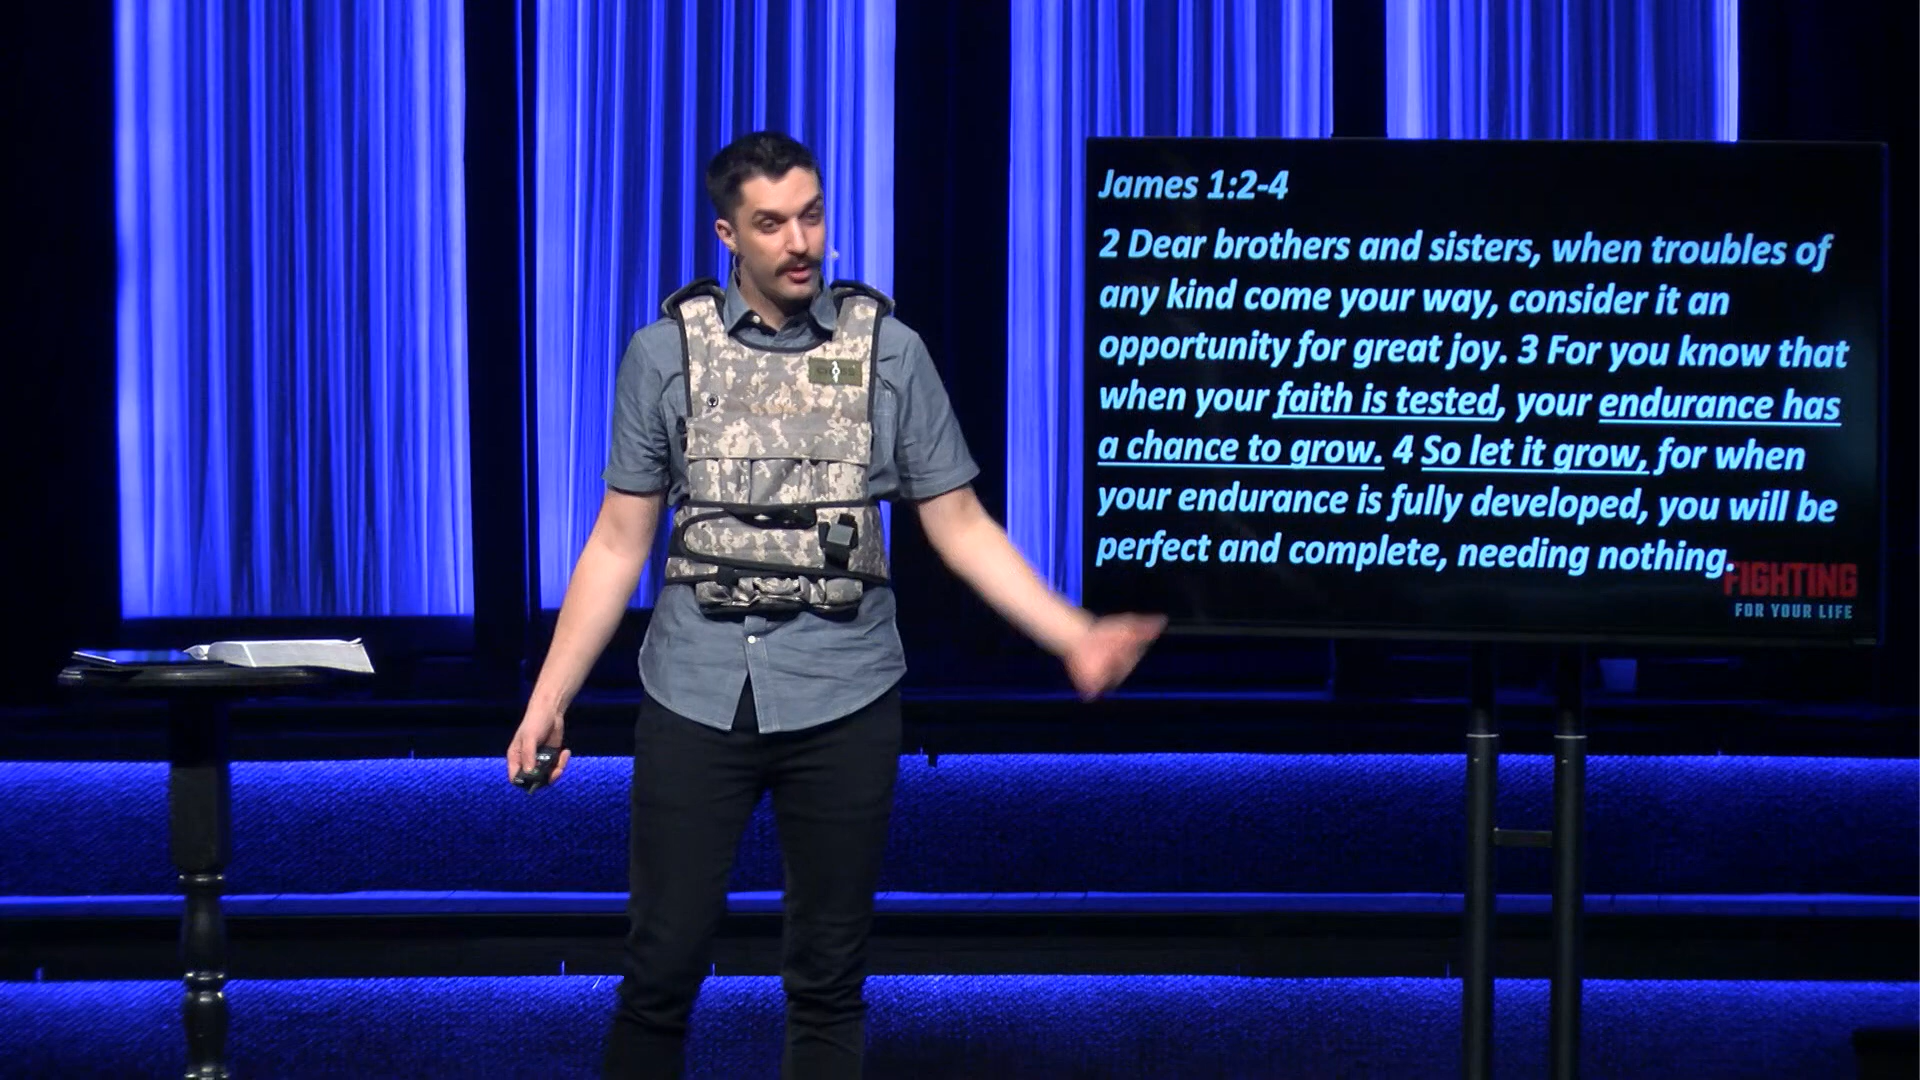 James 1:2-4
2 Dear brothers and sisters, when troubles of
any kind come your way, consider it an
opportunity for great joy. 3 For you know that
when your faith is tested, your endurance has
a chance to grow. 4 So let it grow, for when
your endurance is fully developed, you will be
perfect and complete, needing nothing.
FIGHTING
FOR YOUR LIFE